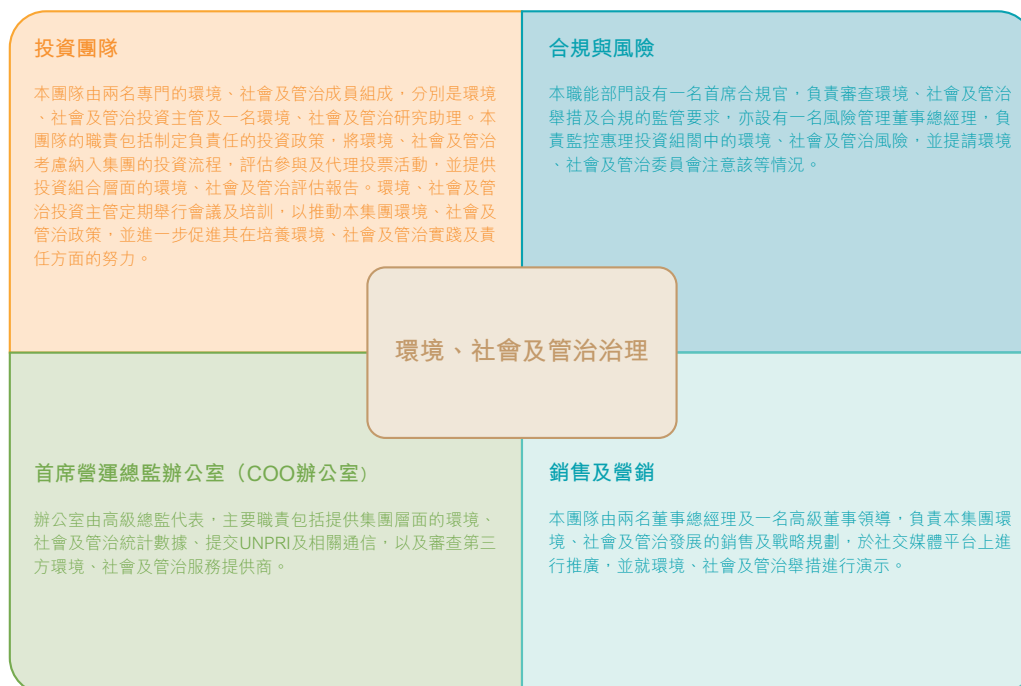 投資團隊
本團隊由兩名專門的環境、社會及管治成員組成，分別是環境
、社會及管治投資主管及一名環境、社會及管治研究助理。本
團隊的職責包括制定負責任的投資政策，將環境、社會及管治
考慮納入集團的投資流程，評估參與及代理投票活動，並提供
投資組合層面的環境、社會及管治評估報告。環境、社會及管
治投資主管定期舉行會議及培訓，以推動本集團環境、社會及
管治政策，並進一步促進其在培養環境、社會及管治實踐及責
任方面的努力。
合規與風險
本職能部門設有一名首席合規官，負責審查環境、社會及管治
舉措及合規的監管要求，亦設有一名風險管理董事總經理，負
責監控惠理投資組間中的環境、社會及管治風險，並提請環境
、社會及管治委員會注意該等情況。
環境、社會及管治治理
首席營運總監辦公室（COO辦公室）
辦公室由高級總監代表，主要職責包括提供集團層面的環境、
社會及管治統計數據、提交UNPRI及相關通信，以及審查第三
方環境、社會及管治服務提供商。
銷售及營銷
本團隊由兩名董事總經理及一名高級董事領導，負責本集團環
境、社會及管治發展的銷售及戰略規劃，於社交媒體平台上進
行推廣，並就環境、社會及管治舉措進行演示。